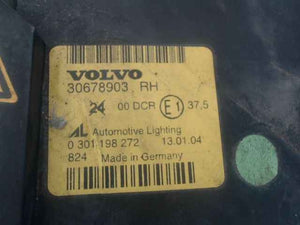 VOLVO
30678903 RH
24 00 DCR E1 37,5
AL Automotive Lighting
0 301 198 272 13.01.04
824 Made in Germany